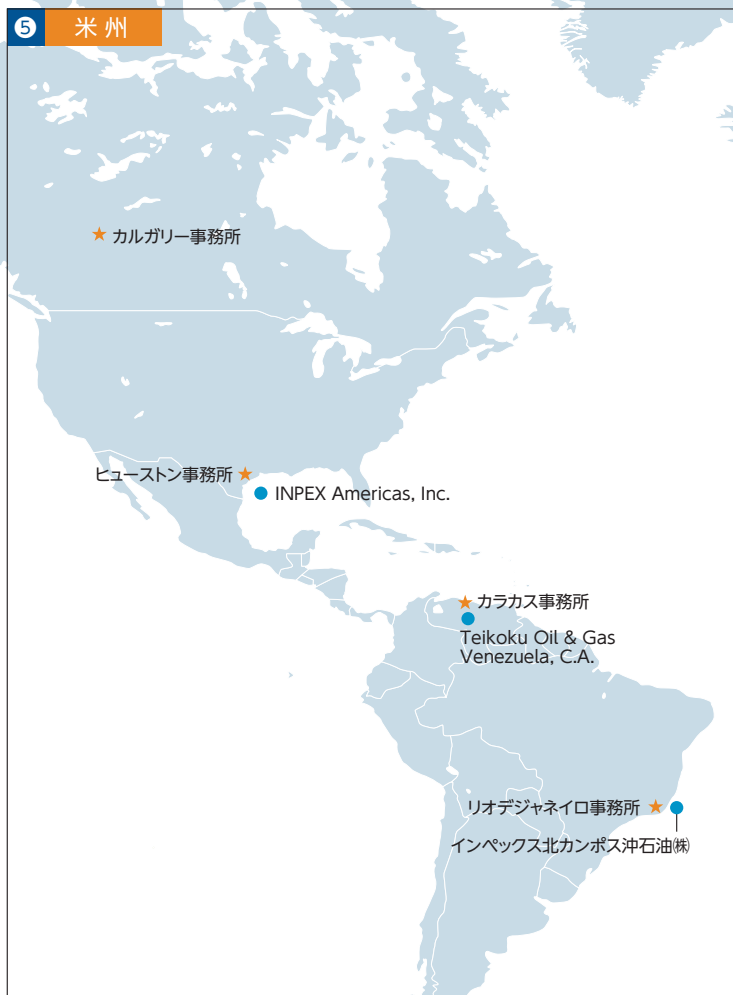 ❺ 米州
カルガリー事務所
ヒューストン事務所
INPEX Americas, Inc.
カラカス事務所
Teikoku Oil & Gas
Venezuela, C.A.
リオデジャネイロ事務所
インペックス北カンポス沖石油㈱